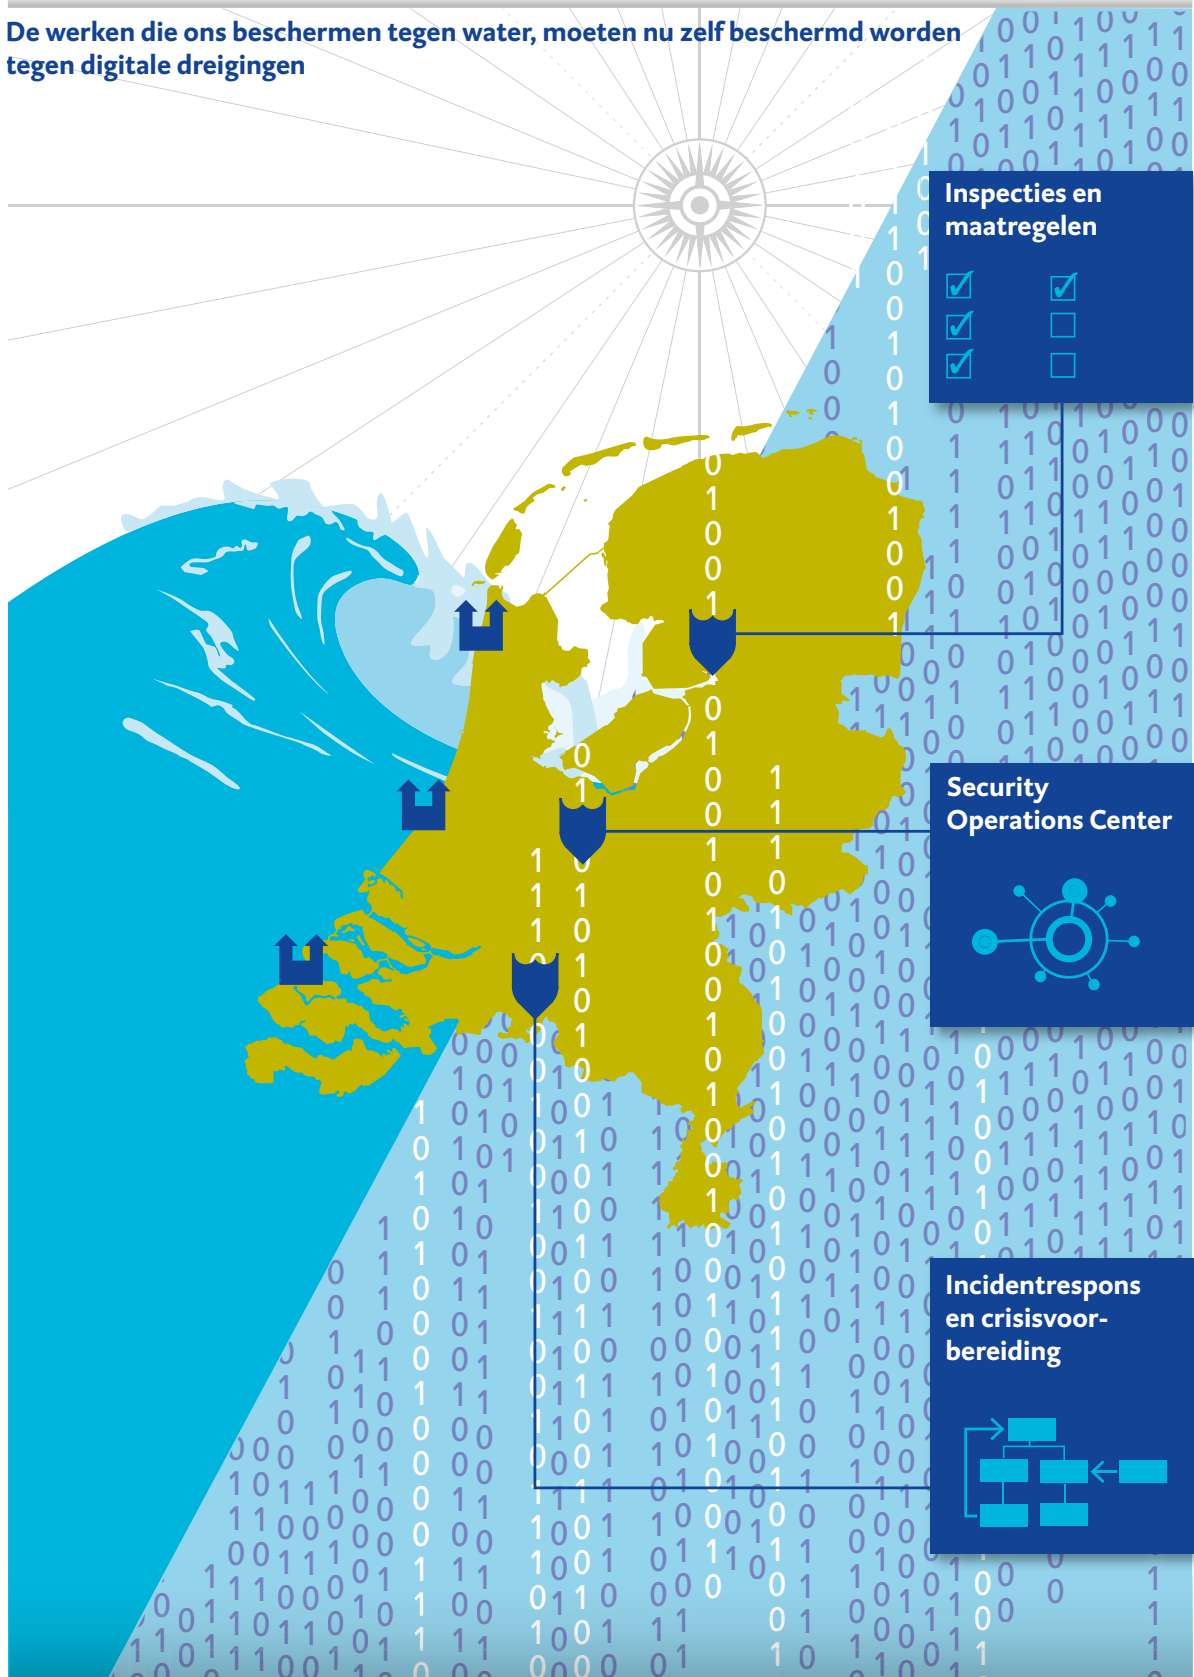 De werken die ons beschermen tegen water, moeten nu zelf beschermd worden
tegen digitale dreigingen
Inspecties en
maatregelen
Security
Operations Center
Incidentrespons
en crisisvoor-
bereiding